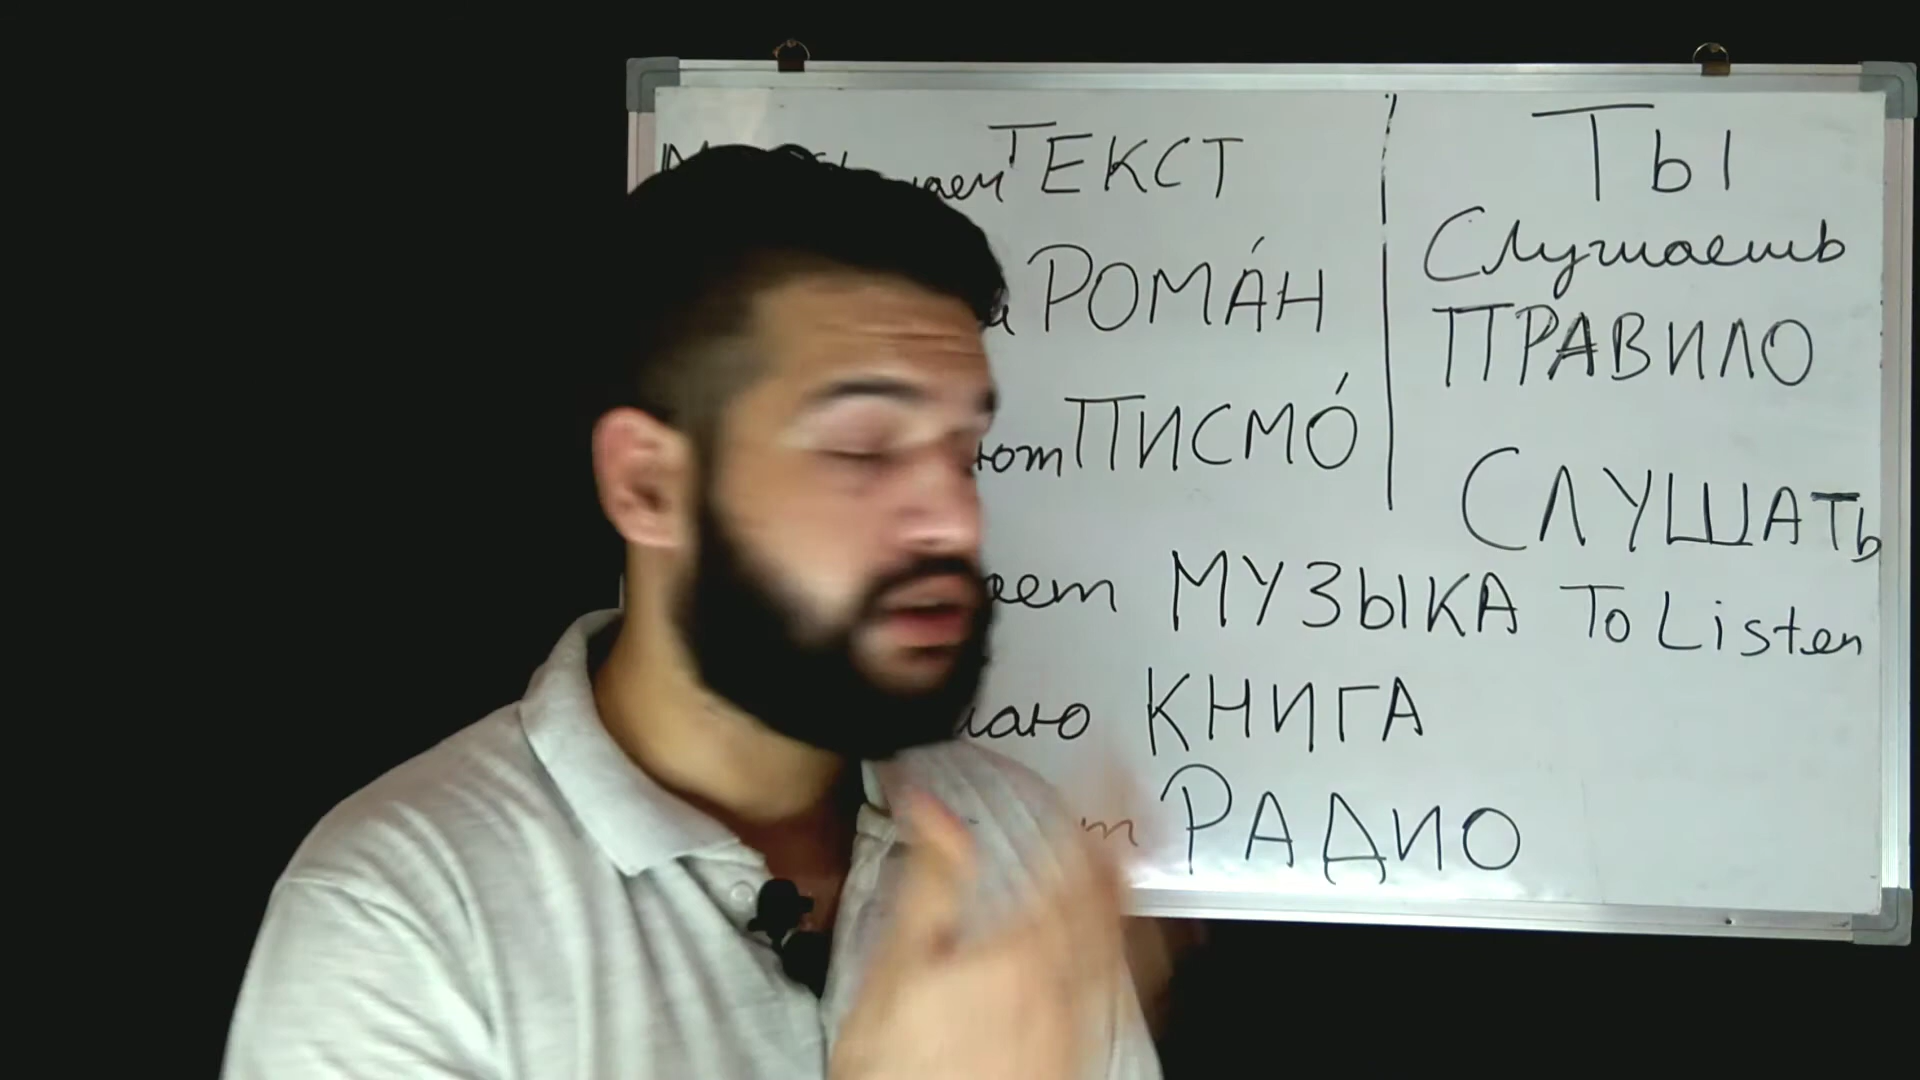 ТЕКСТ
РОМА́Н
ПИСМО́
МУЗЫКА
КНИГА
РАДИО
Ты
Слушаешь
ПРАВИЛО
СЛУШАТЬ
To Listen